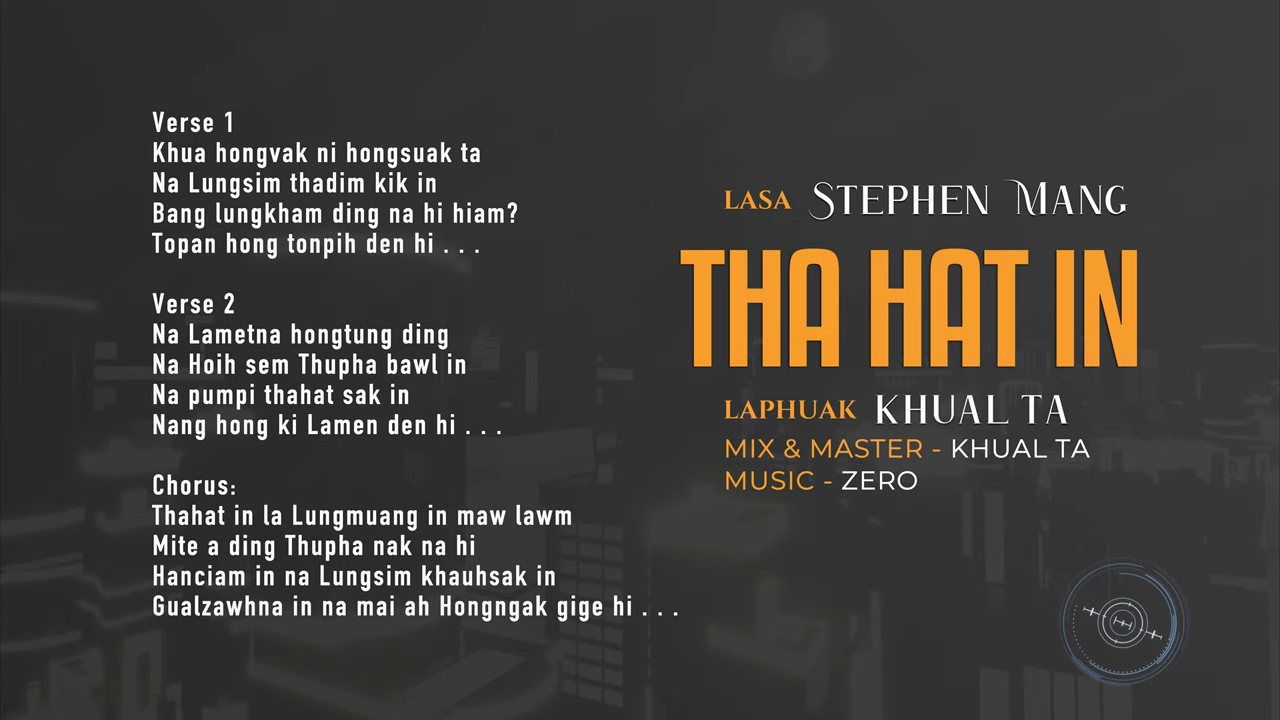 Verse 1
Khua hongvak ni hongsuak ta
Na Lungsim thadim kik in
Bang lungkham ding na hi hiam?
Topan hong tonpih den hi . . .
Verse 2
Na Lametna hongtung ding
Na Hoih sem Thupha bawl in
Na pumpi thahat sak in
Nang hong ki Lamen den hi . . .
Chorus:
Thahat in la Lungmuang in maw lawm
Mite a ding Thupha nak na hi
Hanciam in na Lungsim khauhsak in
Gualzawhna in na mai ah Hongngak gige hi . . .
LASA STEPHEN MANG
THA HAT IN
LAPHUAK KHUAL TA
MIX & MASTER - KHUAL TA
MUSIC - ZERO